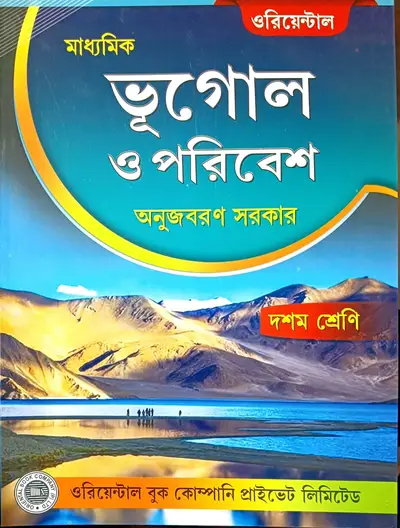 ওরিয়েন্টাল
মাধ্যমিক
ভূগোল
ও পরিবেশ
অনুজবরণ সরকার
দশম শ্রেণি
ওরিয়েন্টাল বুক কোম্পানি প্রাইভেট লিমিটেড